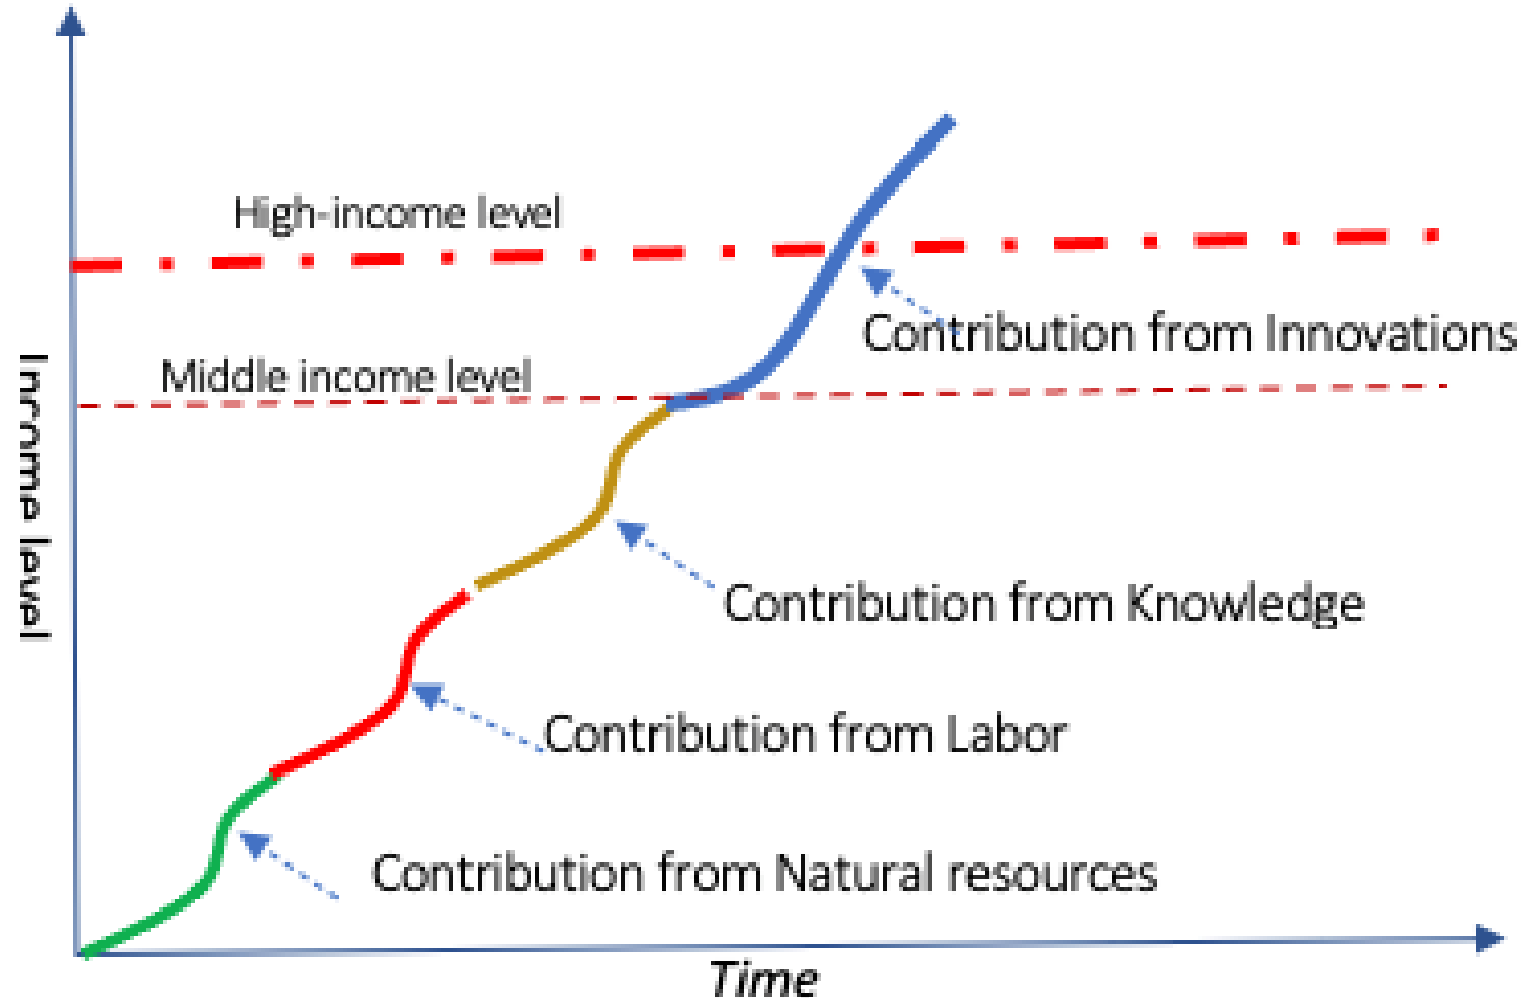 High-income level
Contribution from Innovations
Middle income level
Income level
Contribution from Knowledge
Contribution from Labor
Contribution from Natural resources
Time